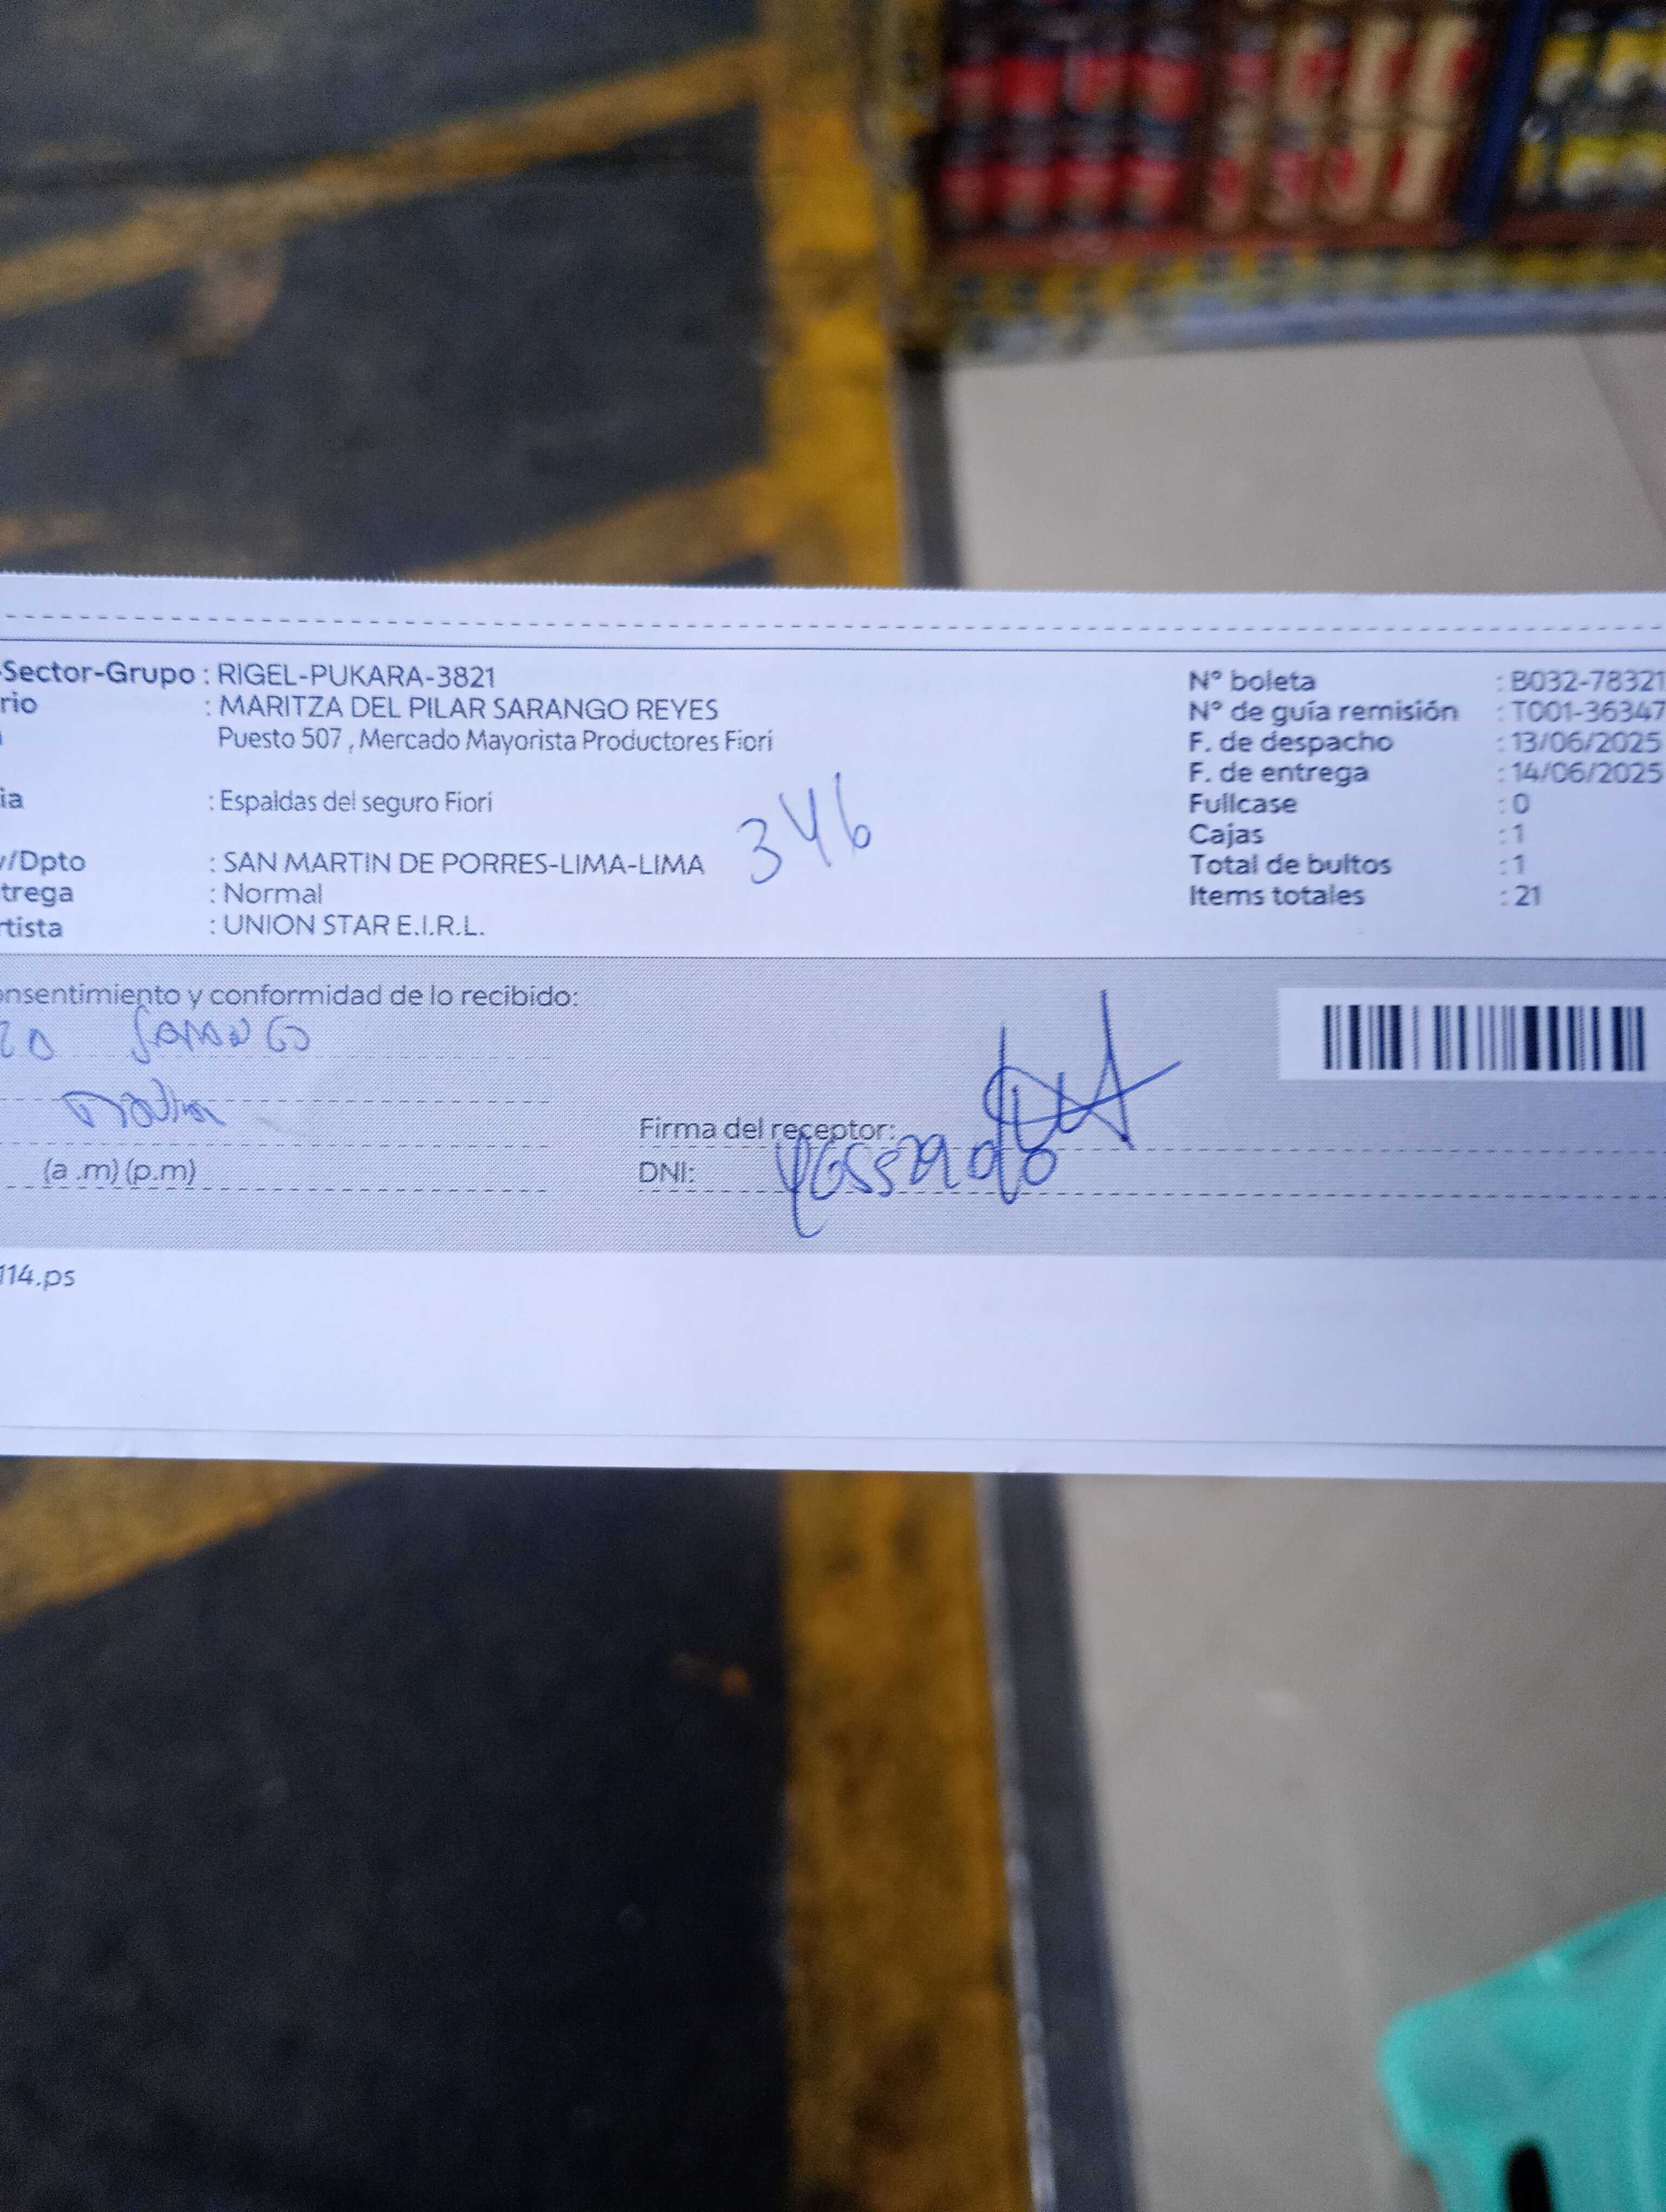 -Sector-Grupo : RIGEL-PUKARA-3821
rio : MARITZA DEL PILAR SARANGO REYES
Puesto 507 , Mercado Mayorista Productores Fiori
ia : Espaldas del seguro Fiori
346
/Dpto : SAN MARTIN DE PORRES-LIMA-LIMA
trega : Normal
rtista : UNION STAR E.I.R.L.
N° boleta : B032-78321
N° de guía remisión : T001-36347
F. de despacho : 13/06/2025
F. de entrega : 14/06/2025
Fullcase : 0
Cajas : 1
Total de bultos : 1
Items totales : 21
onsentimiento y conformidad de lo recibido:
Sarango
(a .m) (p.m)
Firma del receptor:
DNI:
114.ps